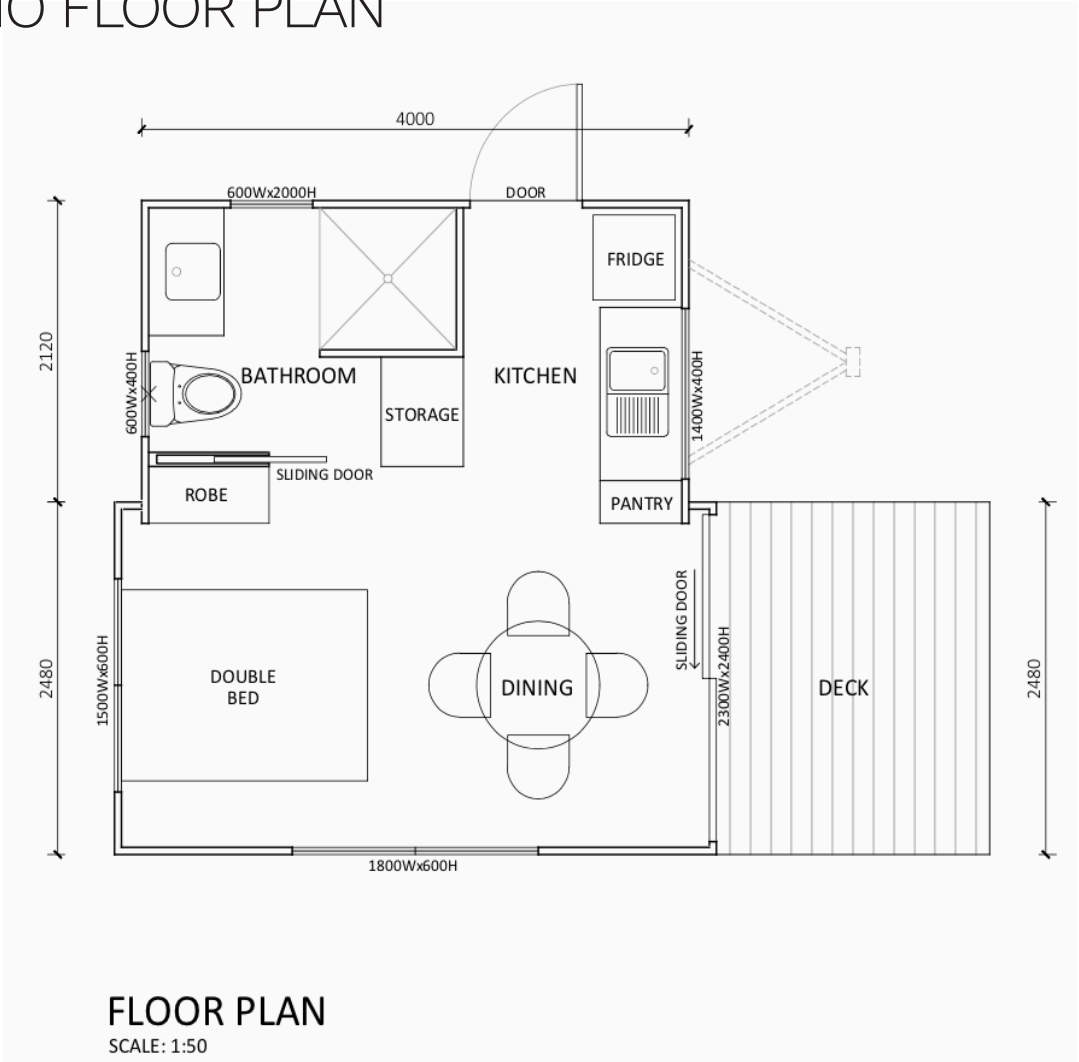 IO FLOOR PLAN
4000
600Wx2000H
DOOR
FRIDGE
2120
600Wx400H
BATHROOM
KITCHEN
1400Wx400H
STORAGE
SLIDING DOOR
ROBE
PANTRY
SLIDING DOOR
2300Wx2400H
1500Wx600H
2480
DOUBLE
BED
DINING
DECK
2480
1800Wx600H
FLOOR PLAN
SCALE: 1:50